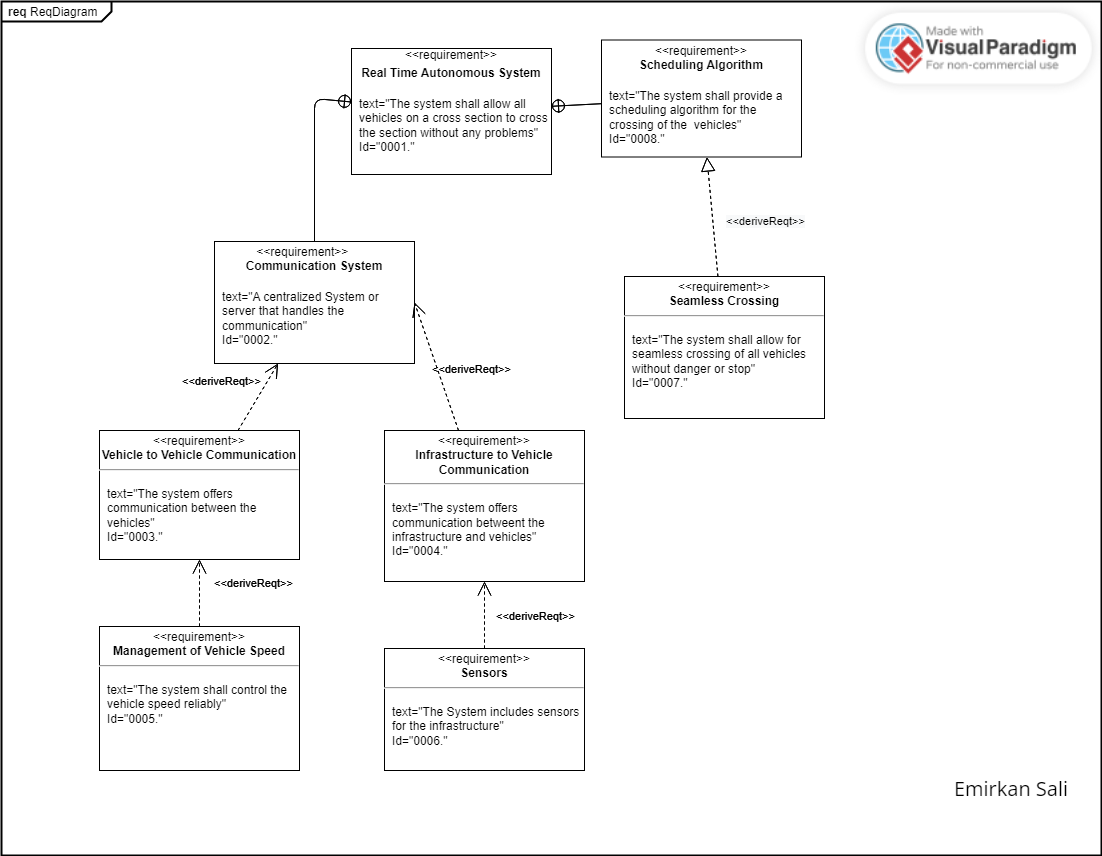 req ReqDiagram
Made with
Visual Paradigm
For non-commercial use
<<requirement>>
Real Time Autonomous System
text="The system shall allow all
vehicles on a cross section to cross
the section without any problems"
Id="0001."
<<requirement>>
Scheduling Algorithm
text="The system shall provide a
scheduling algorithm for the
crossing of the vehicles"
Id="0008."
<<deriveReqt>>
<<requirement>>
Communication System
text="A centralized System or
server that handles the
communication"
Id="0002."
<<requirement>>
Seamless Crossing
text="The system shall allow for
seamless crossing of all vehicles
without danger or stop"
Id="0007."
<<deriveReqt>>
<<deriveReqt>>
<<requirement>>
Vehicle to Vehicle Communication
text="The system offers
communication between the
vehicles"
Id="0003."
<<requirement>>
Infrastructure to Vehicle
Communication
text="The system offers
communication betweent the
infrastructure and vehicles"
Id="0004."
<<deriveReqt>>
<<deriveReqt>>
<<requirement>>
Management of Vehicle Speed
text="The system shall control the
vehicle speed reliably"
Id="0005."
<<requirement>>
Sensors
text="The System includes sensors
for the infrastructure"
Id="0006."
Emirkan Sali